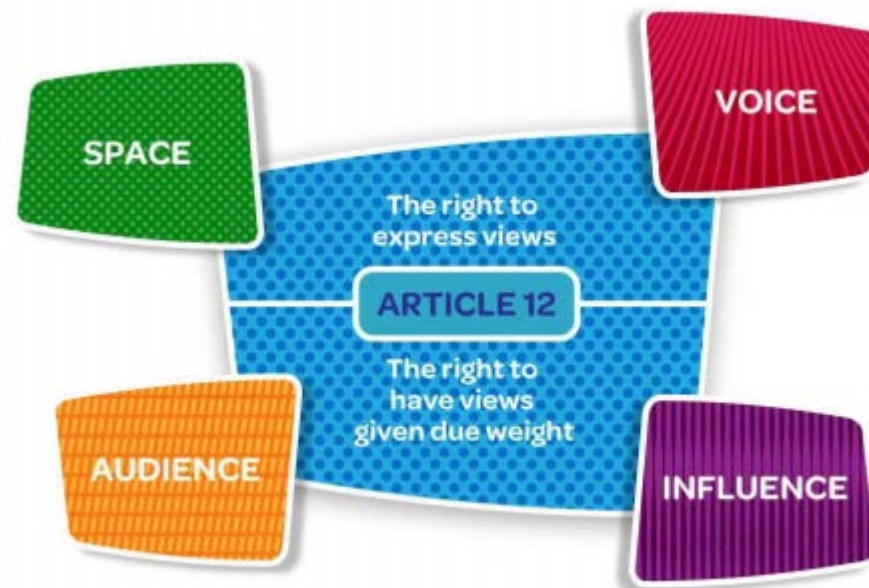 SPACE
VOICE
The right to
express views
ARTICLE 12
The right to
have views
given due weight
AUDIENCE
INFLUENCE